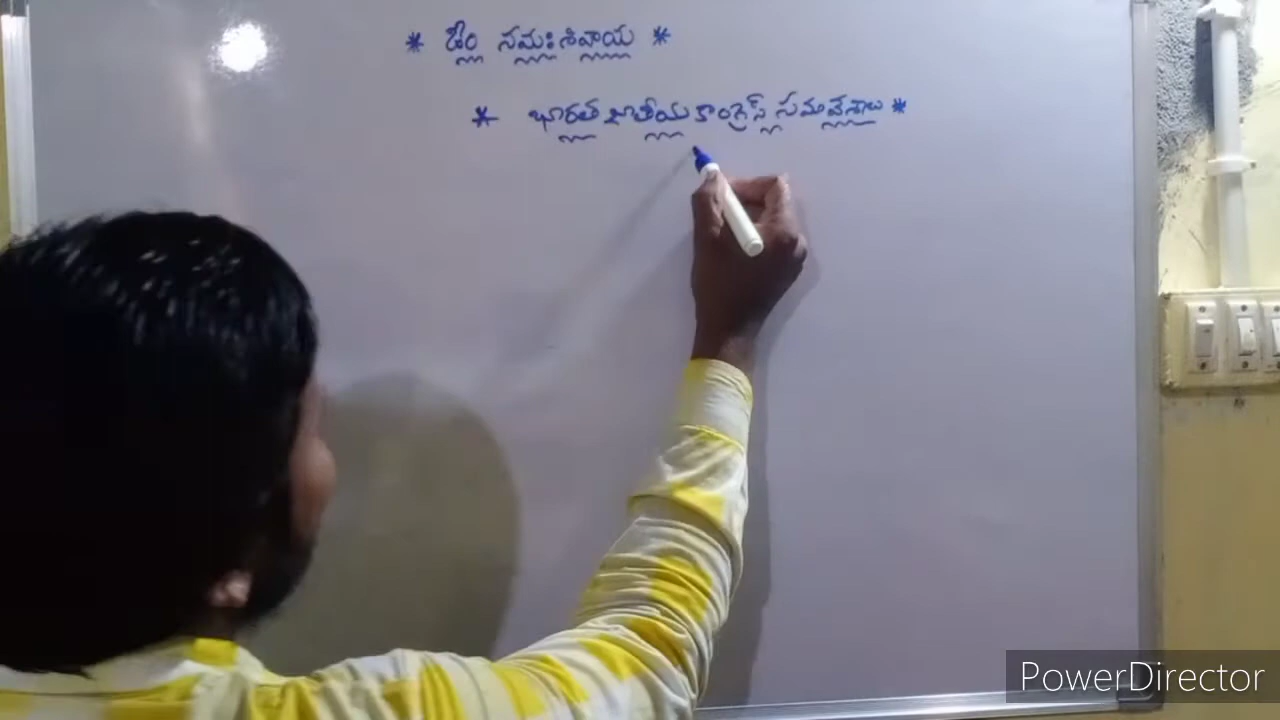 * ఓం నమః శివాయ *
* భారత జాతీయ కాంగ్రెస్ సమావేశాలు *
PowerDirector